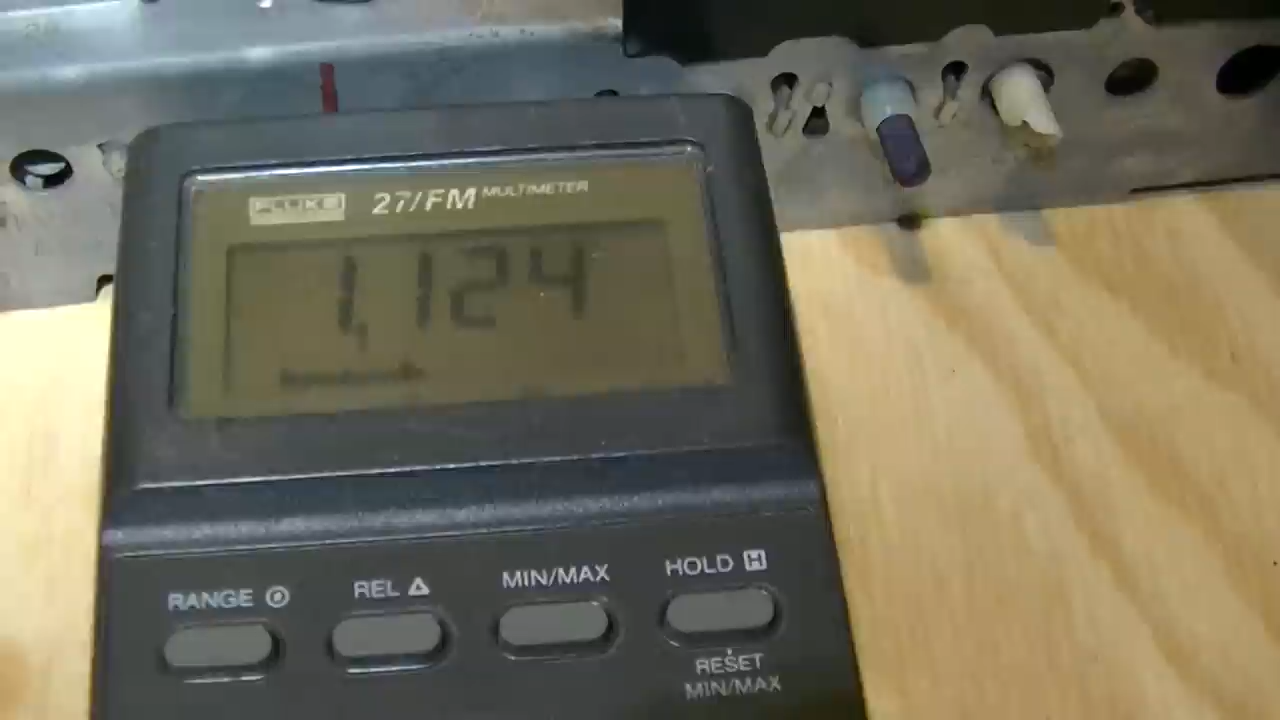 FLUKE 27/FM MULTIMETER
1,124
RANGE
REL △
MIN/MAX
HOLD H
RESET
MIN/MAX